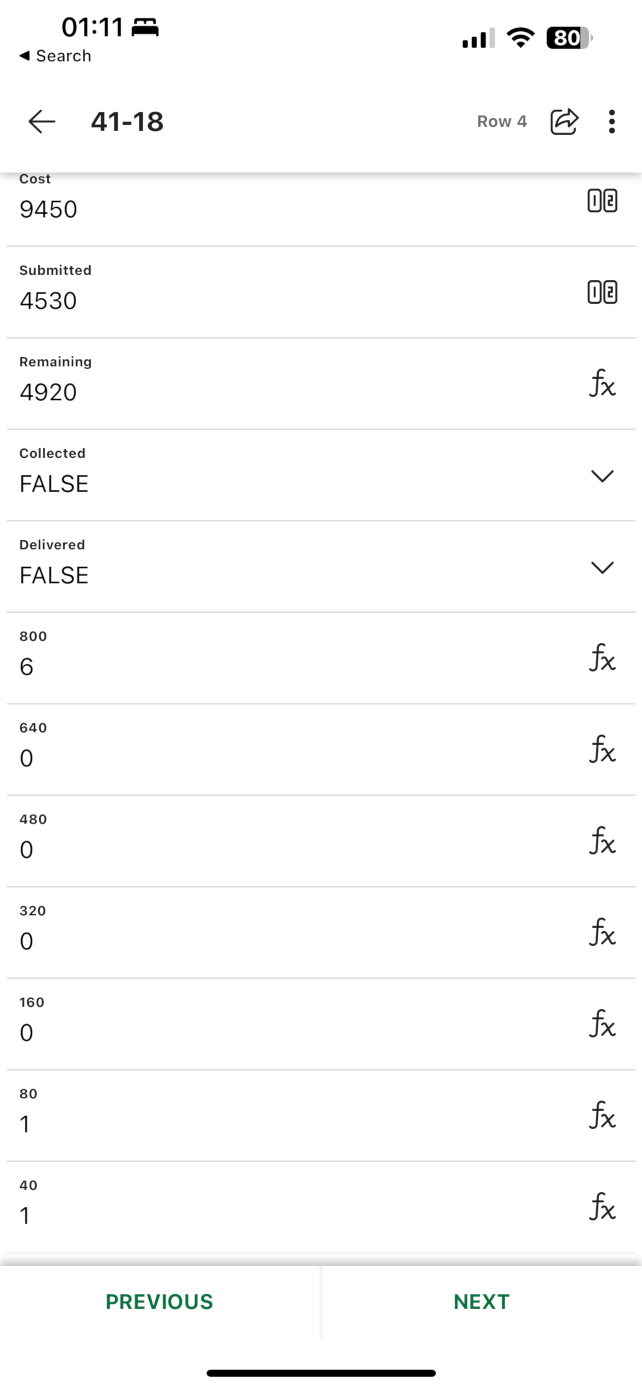 01:11
80
◀ Search
41-18
Row 4
Cost
9450
Submitted
4530
Remaining
4920
fx
Collected
FALSE
Delivered
FALSE
800
6
fx
640
0
fx
480
0
fx
320
0
fx
160
0
fx
80
1
fx
40
1
fx
PREVIOUS
NEXT